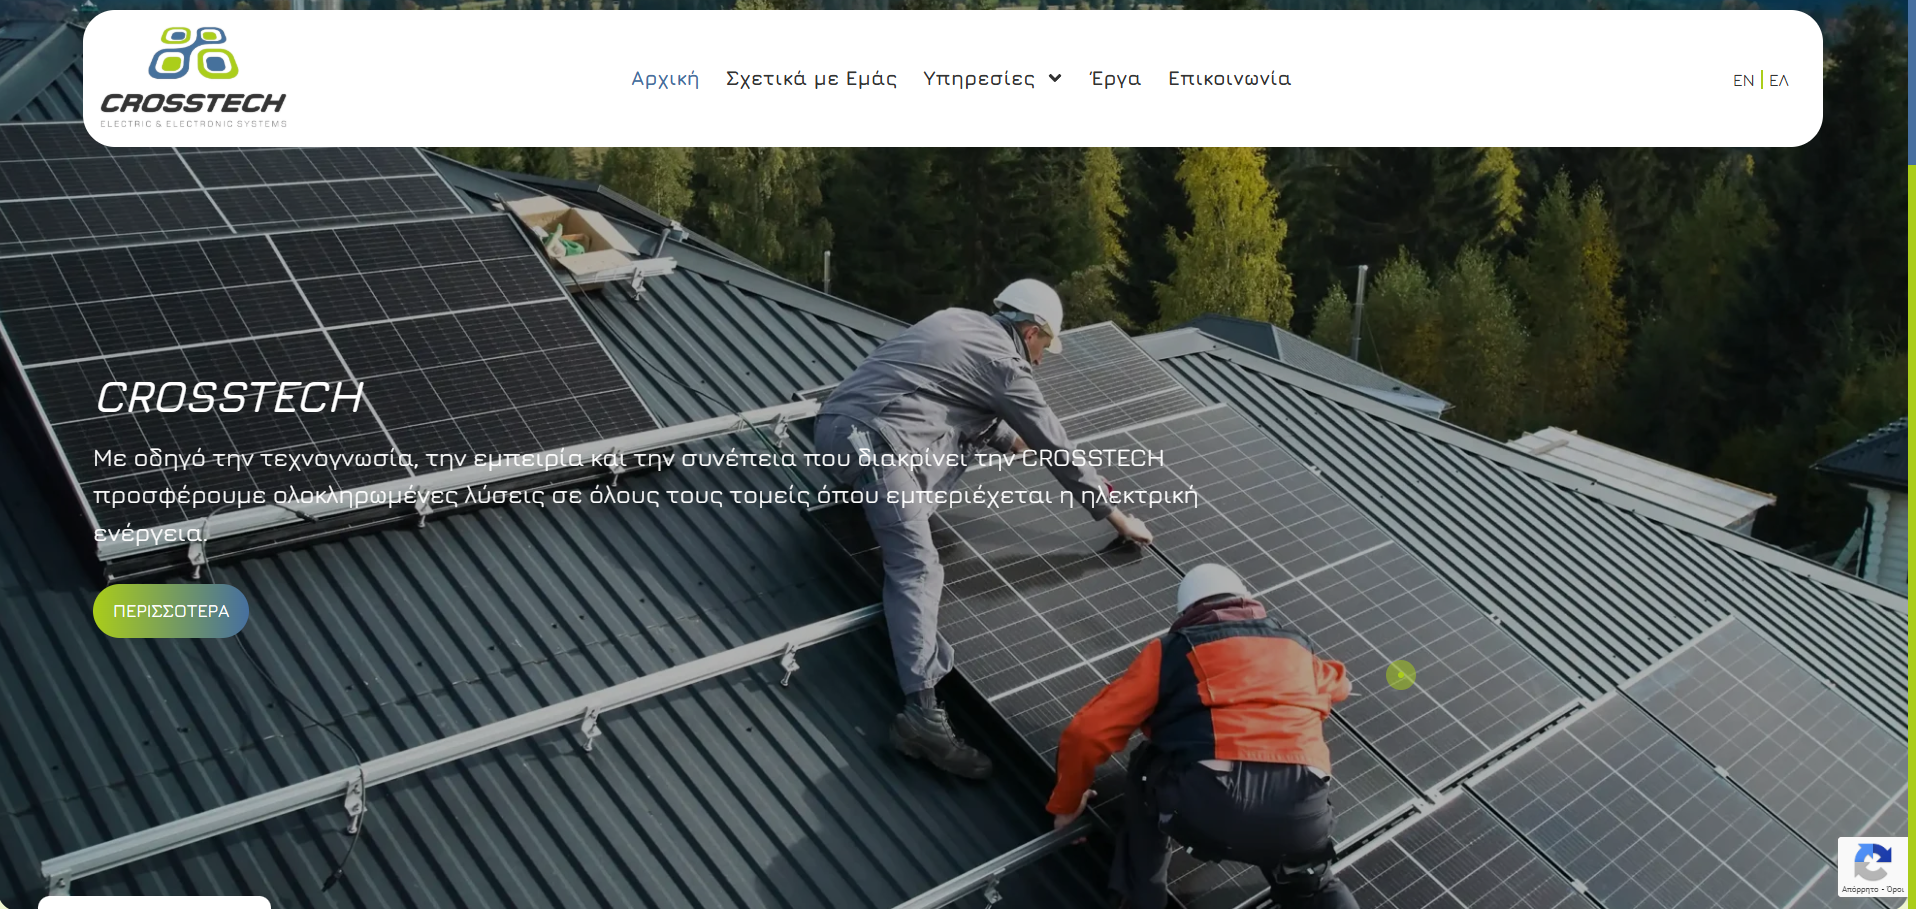 CROSSTECH
ELECTRIC & ELECTRONIC SYSTEMS
Αρχική Σχετικά με Εμάς Υπηρεσίες Έργα Επικοινωνία
EN | ΕΛ
CROSSTECH
Με οδηγό την τεχνογνωσία, την εμπειρία και την συνέπεια που διακρίνει την CROSSTECH
προσφέρουμε ολοκληρωμένες λύσεις σε όλους τους τομείς όπου εμπεριέχεται η ηλεκτρική
ενέργεια.
ΠΕΡΙΣΣΟΤΕΡΑ
Απόρρητο - Όροι